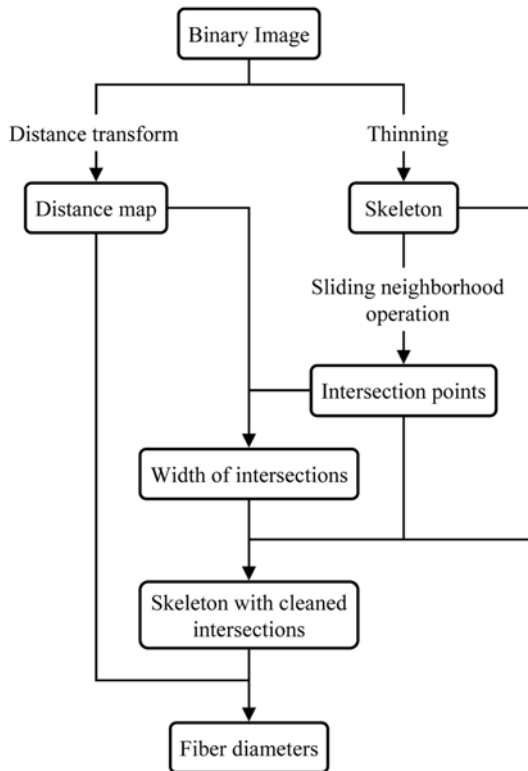 Binary Image
Distance transform
Thinning
Distance map
Skeleton
Sliding neighborhood
operation
Intersection points
Width of intersections
Skeleton with cleaned
intersections
Fiber diameters